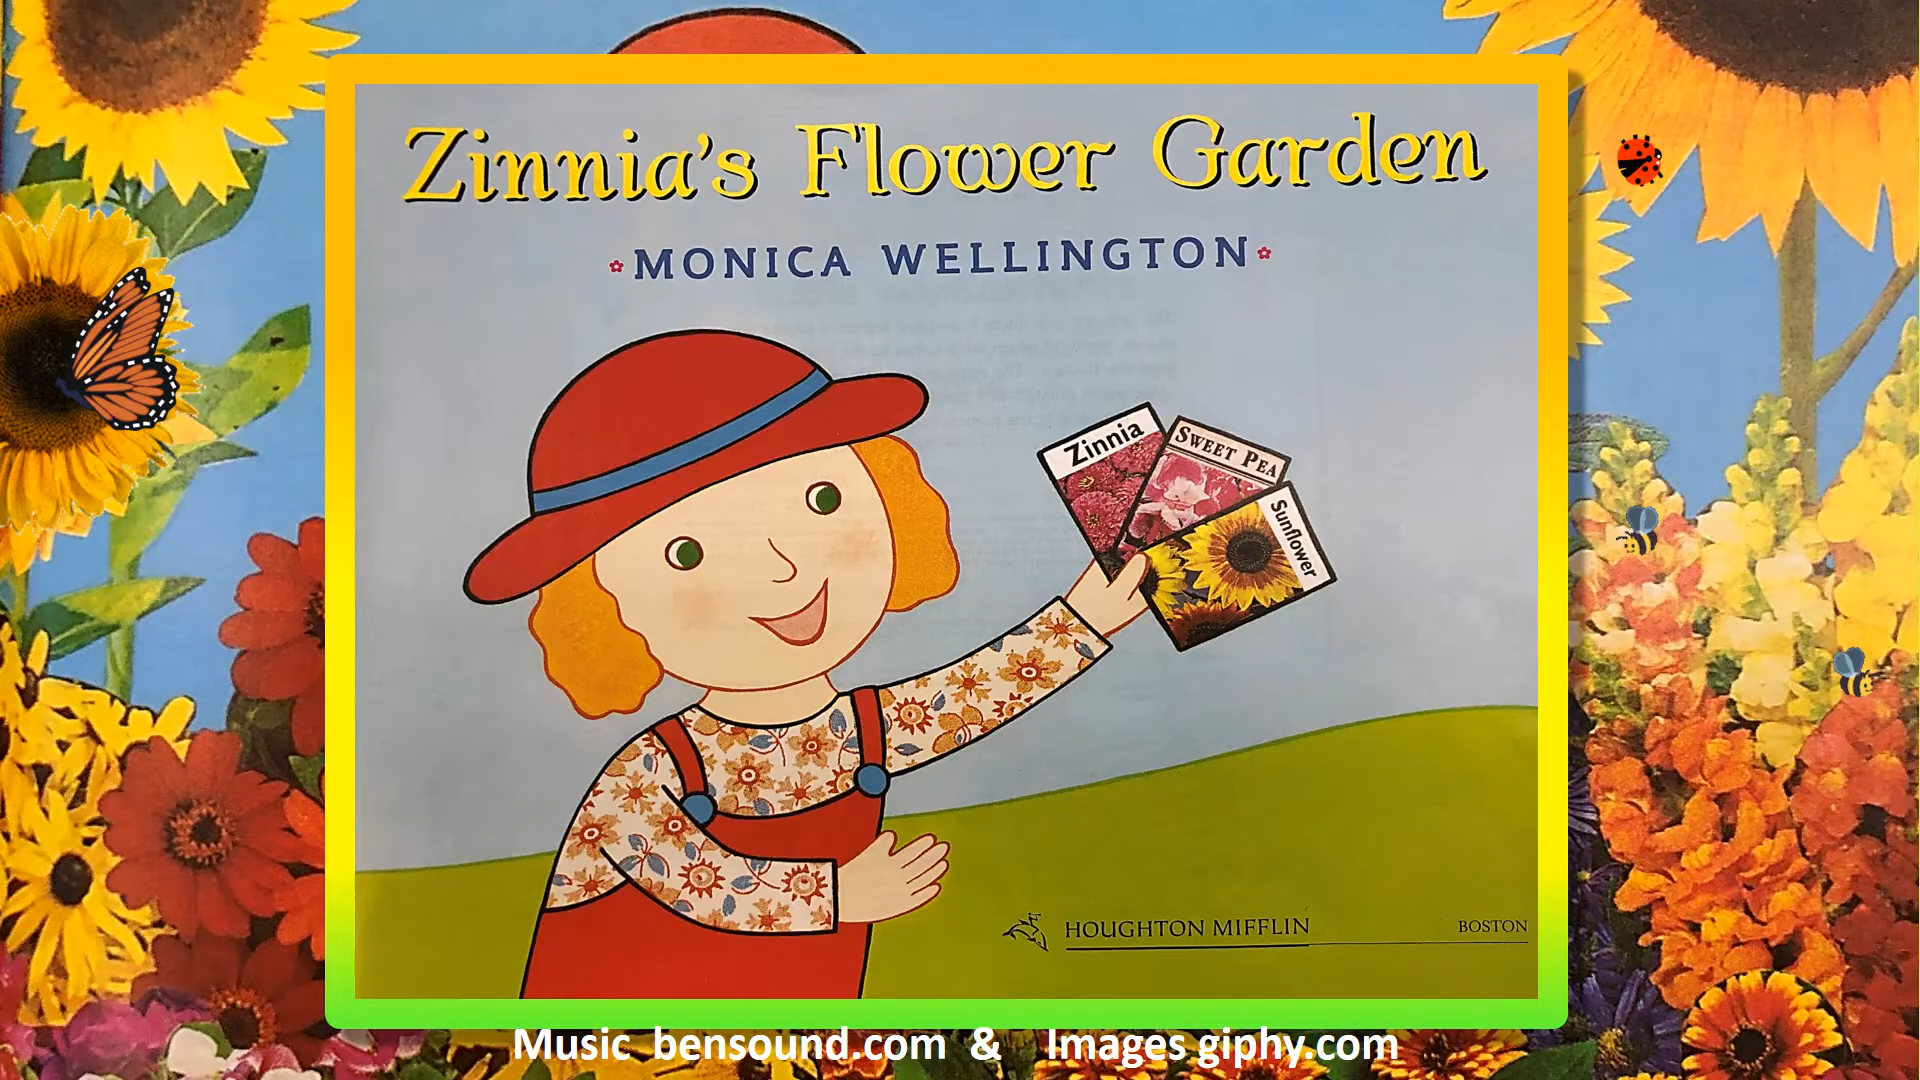 Zinnia's Flower Garden
MONICA WELLINGTON
Zinnia
SWEET PEA
Sunflower
HOUGHTON MIFFLIN
BOSTON
Music bensound.com & Images giphy.com